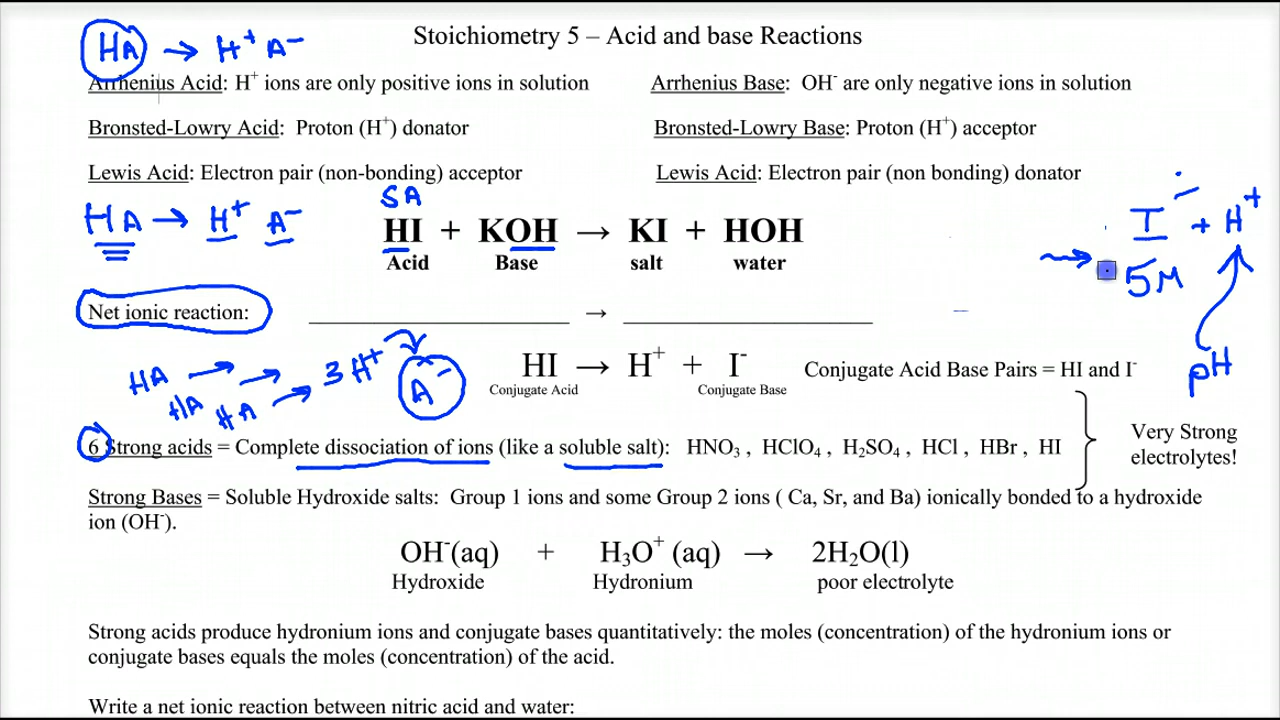 HA → H⁺ A⁻
Stoichiometry 5 – Acid and base Reactions
Arrhenius Acid: H⁺ ions are only positive ions in solution
Arrhenius Base: OH⁻ are only negative ions in solution
Bronsted-Lowry Acid: Proton (H⁺) donator
Bronsted-Lowry Base: Proton (H⁺) acceptor
Lewis Acid: Electron pair (non-bonding) acceptor
Lewis Acid: Electron pair (non bonding) donator
SA
HA → H⁺ A⁻
HI + KOH → KI + HOH
Acid Base salt water
I⁻ + H⁺
5M
Net ionic reaction: ____________ → ____________
HA → → → 3 H⁺ A⁻
HA
HA
HI → H⁺ + I⁻
Conjugate Acid Conjugate Base
Conjugate Acid Base Pairs = HI and I⁻
pH
6 Strong acids = Complete dissociation of ions (like a soluble salt): HNO₃ , HClO₄ , H₂SO₄ , HCl , HBr , HI
Very Strong
electrolytes!
Strong Bases = Soluble Hydroxide salts: Group 1 ions and some Group 2 ions ( Ca, Sr, and Ba) ionically bonded to a hydroxide
ion (OH⁻).
OH⁻(aq) + H₃O⁺ (aq) → 2H₂O(l)
Hydroxide Hydronium poor electrolyte
Strong acids produce hydronium ions and conjugate bases quantitatively: the moles (concentration) of the hydronium ions or
conjugate bases equals the moles (concentration) of the acid.
Write a net ionic reaction between nitric acid and water: